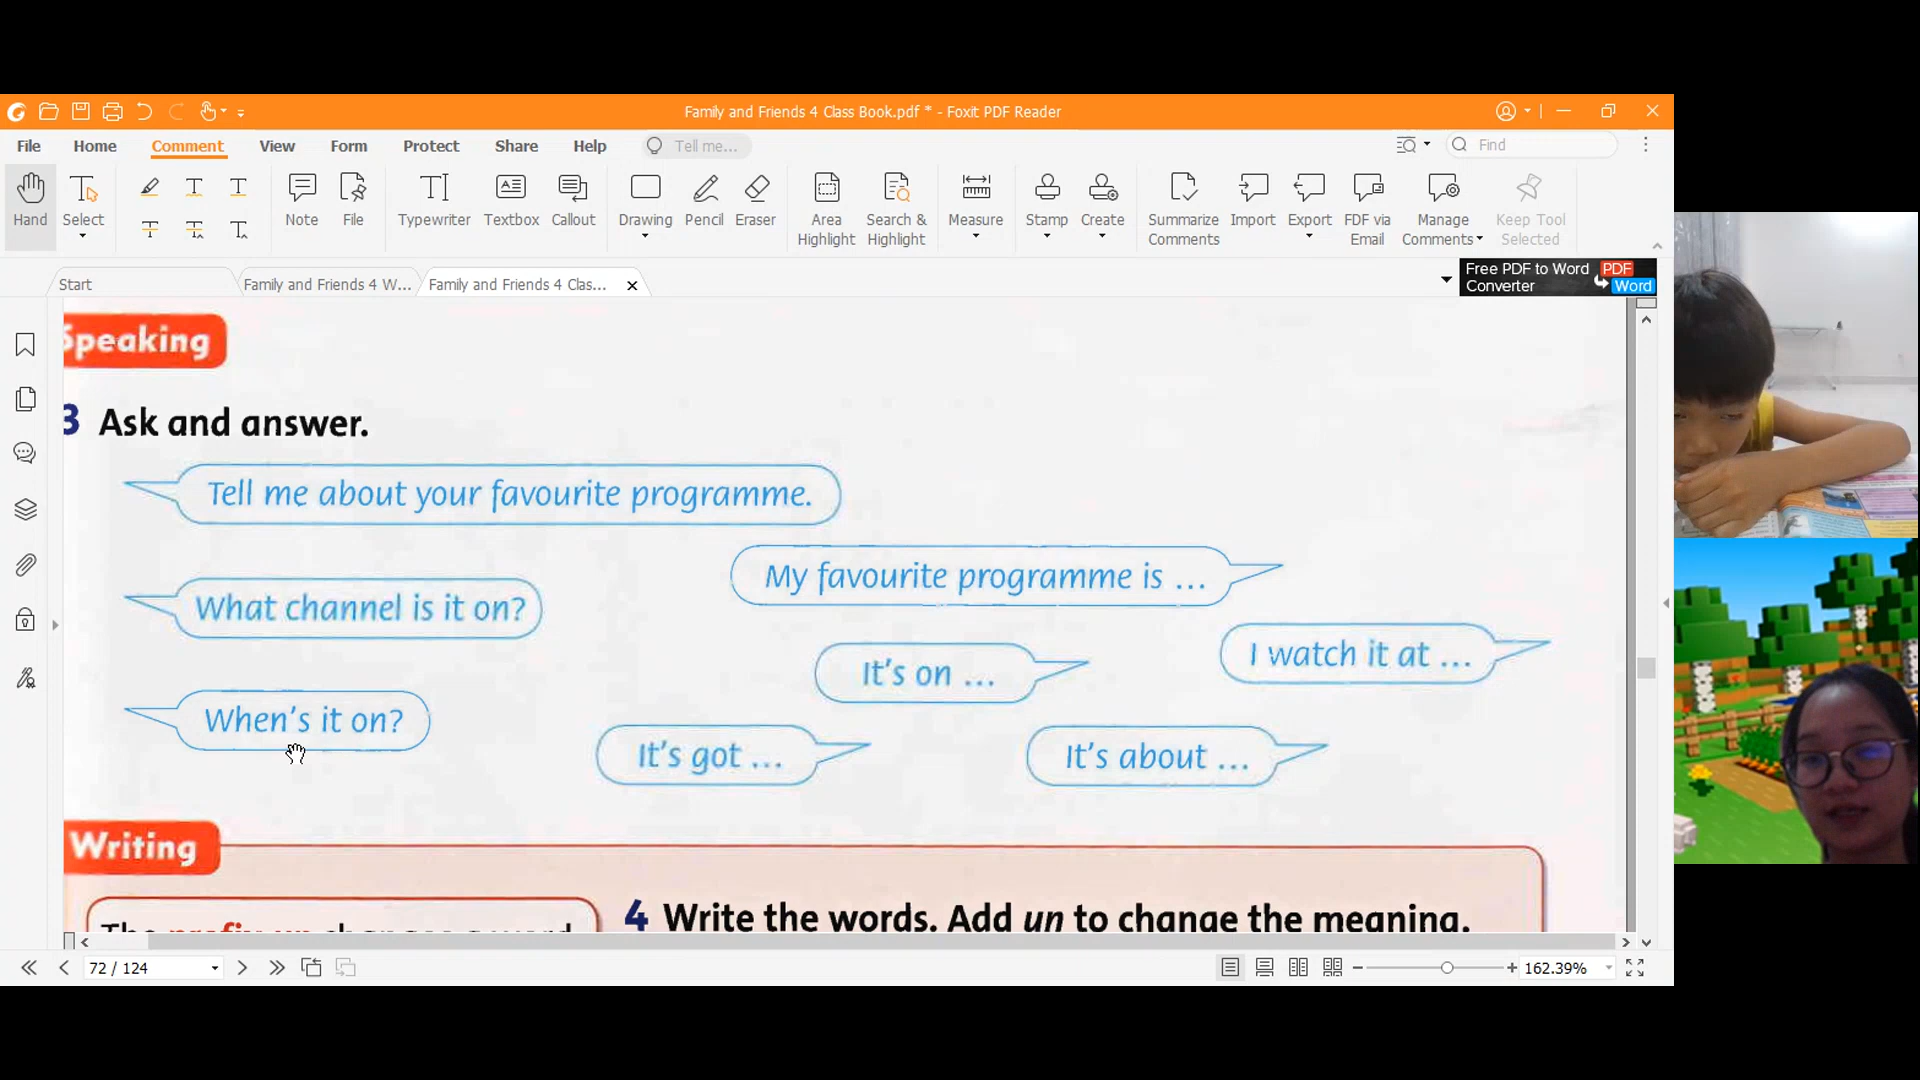 Family and Friends 4 Class Book.pdf * - Foxit PDF Reader
File Home Comment View Form Protect Share Help Tell me... Find
Hand Select Note File Typewriter Textbox Callout Drawing Pencil Eraser Area Highlight Search & Highlight Measure Stamp Create Summarize Comments Import Export FDF via Email Manage Comments Keep Tool Selected
Start Family and Friends 4 W... Family and Friends 4 Clas...
Free PDF to Word Converter PDF Word
Speaking
3 Ask and answer.
Tell me about your favourite programme.
My favourite programme is ...
What channel is it on?
I watch it at ...
It's on ...
When's it on?
It's got ...
It's about ...
Writing
The prefix un changes a word
4 Write the words. Add un to change the meaning.
72 / 124
162.39%